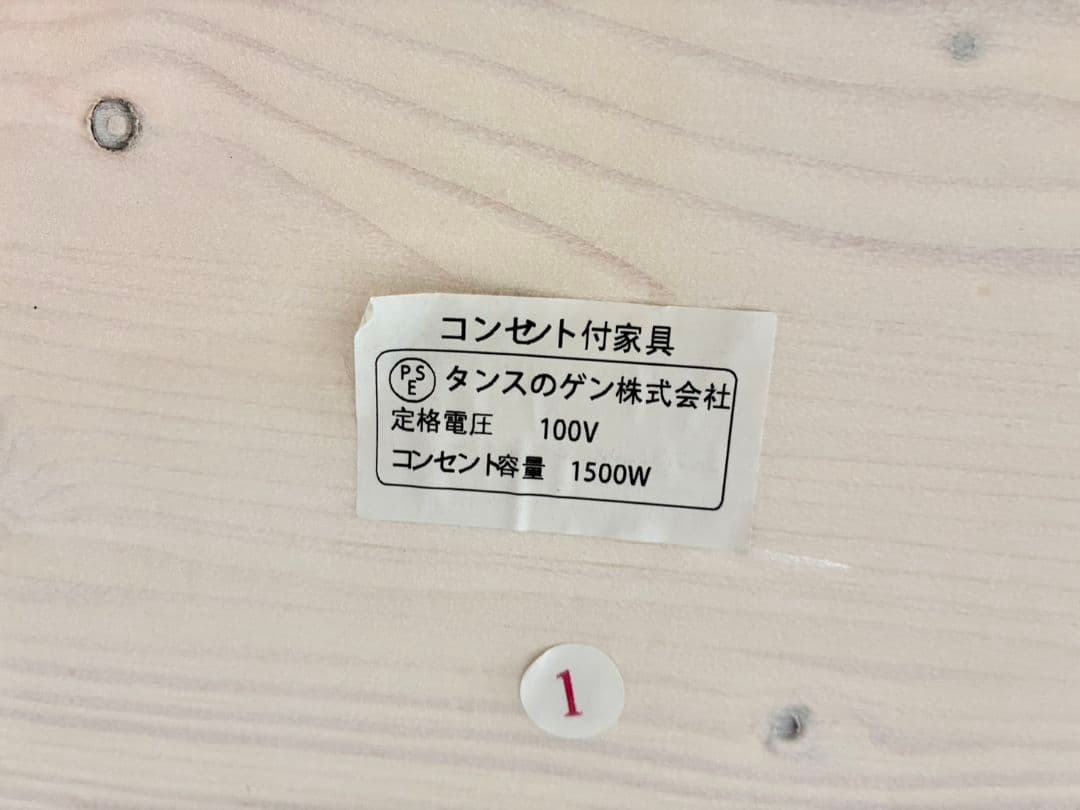 コンセント付家具
PSE タンスのゲン株式会社
定格電圧 100V
コンセント容量 1500W
1